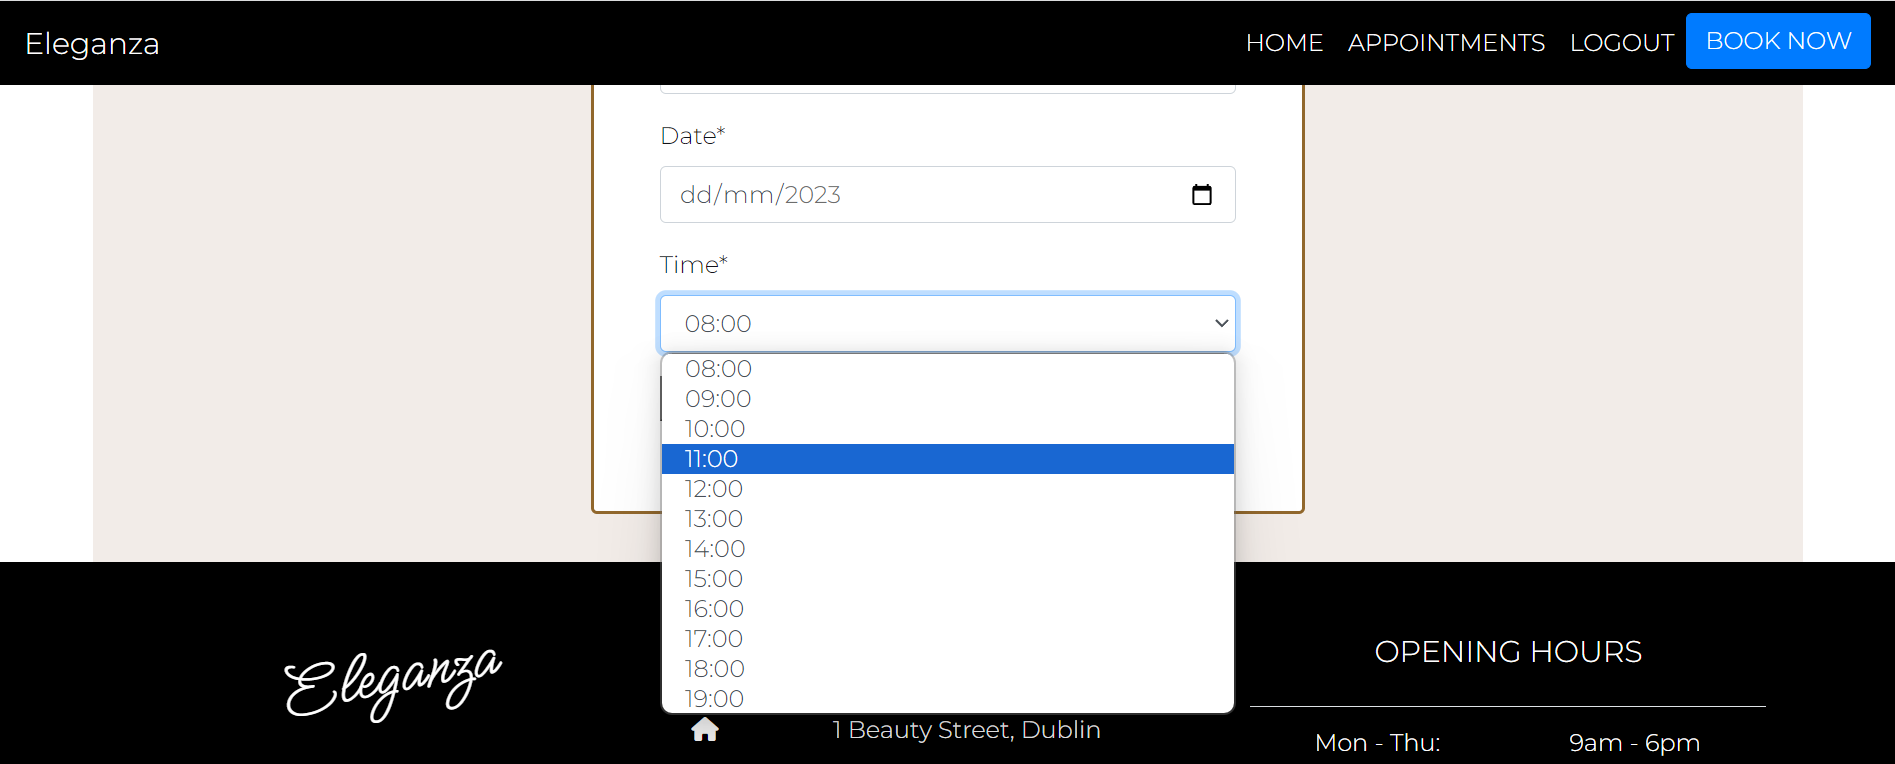 Eleganza
HOME APPOINTMENTS LOGOUT BOOK NOW
Date*
dd/mm/2023
Time*
08:00
08:00
09:00
10:00
11:00
12:00
13:00
14:00
15:00
16:00
17:00
18:00
19:00
Eleganza
1 Beauty Street, Dublin
OPENING HOURS
Mon - Thu: 9am - 6pm